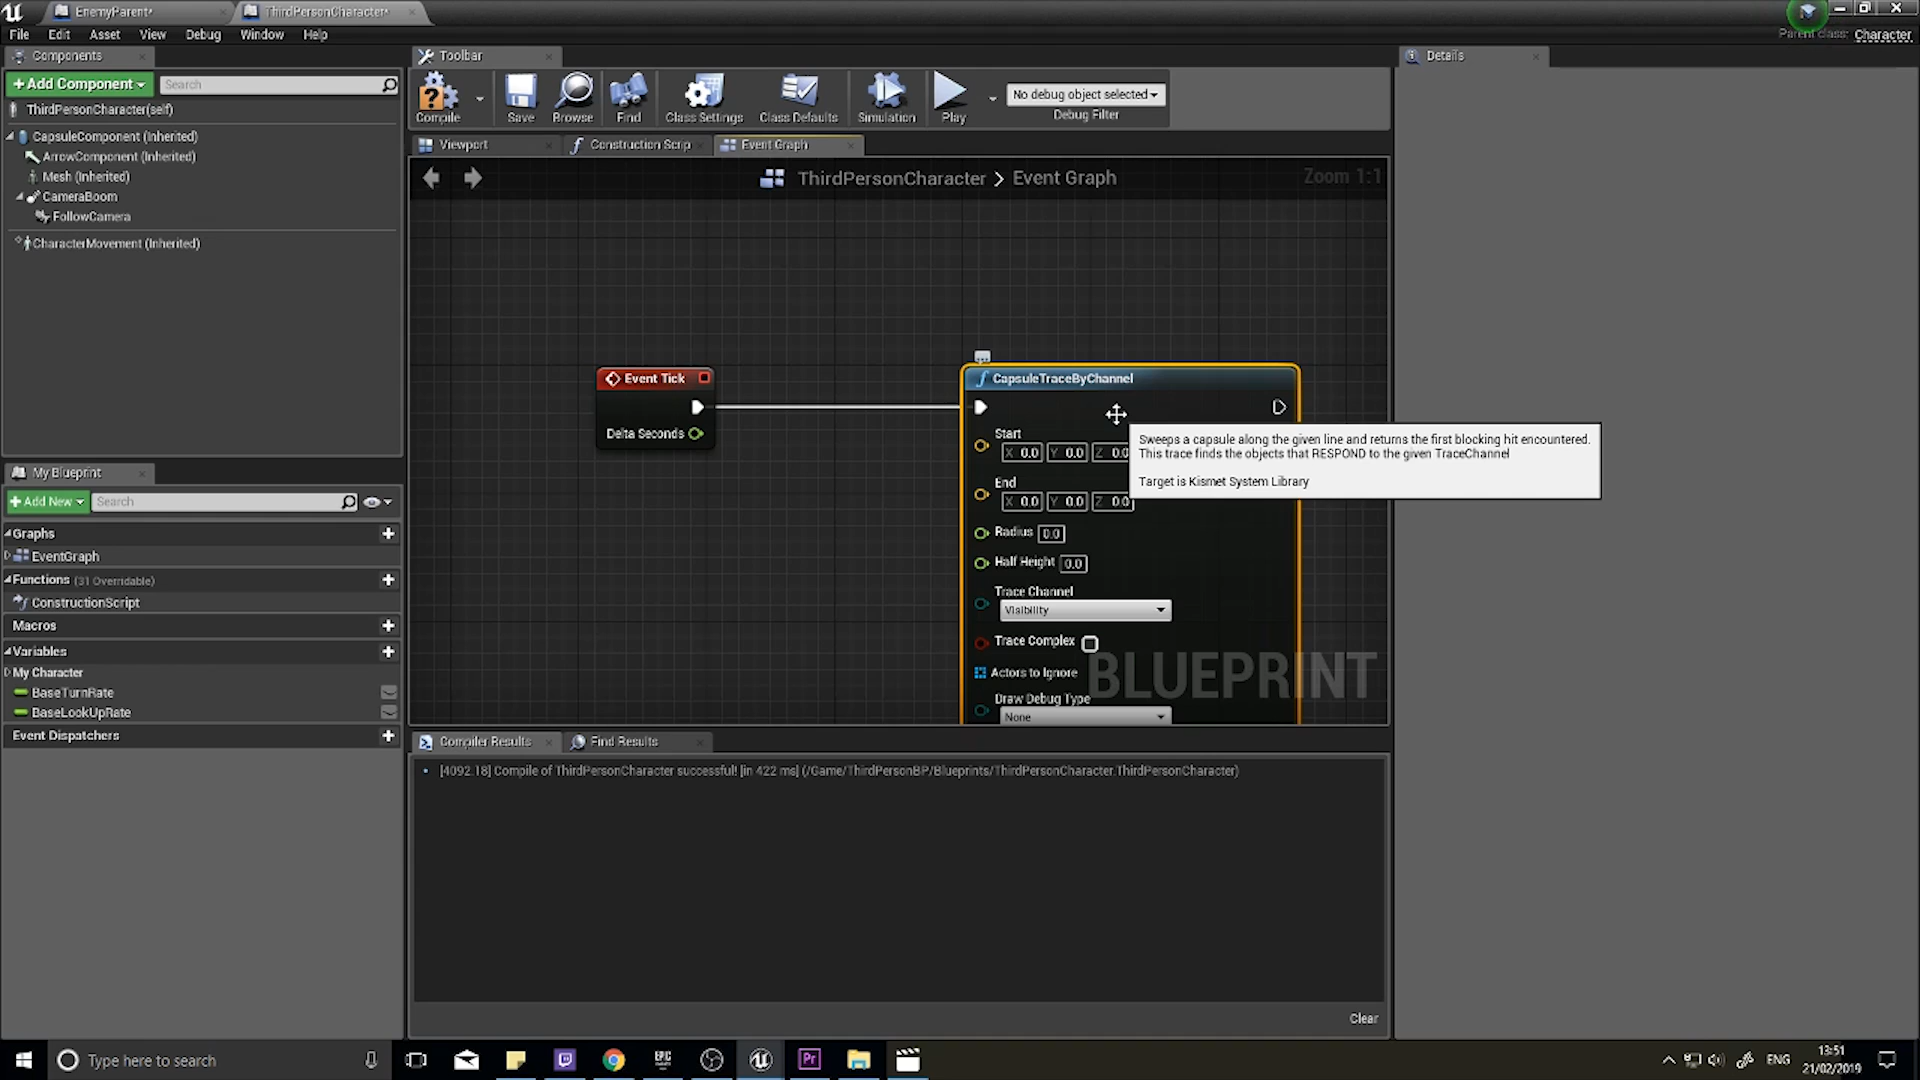 EnemyParent*
ThirdPersonCharacter*
File Edit Asset View Debug Window Help
Parent class: Character
Components
Toolbar
Details
+Add Component
Search
ThirdPersonCharacter(self)
CapsuleComponent (Inherited)
ArrowComponent (Inherited)
Mesh (Inherited)
CameraBoom
FollowCamera
CharacterMovement (Inherited)
Compile
Save
Browse
Find
Class Settings
Class Defaults
Simulation
Play
No debug object selected
Debug Filter
Viewport
Construction Scrip
Event Graph
ThirdPersonCharacter > Event Graph
Zoom 1:1
Event Tick
Delta Seconds
CapsuleTraceByChannel
Start
X 0.0 Y 0.0 Z 0.0
End
X 0.0 Y 0.0 Z 0.0
Radius 0.0
Half Height 0.0
Trace Channel
Visibility
Trace Complex
Actors to Ignore
Draw Debug Type
None
Sweeps a capsule along the given line and returns the first blocking hit encountered.
This trace finds the objects that RESPOND to the given TraceChannel
Target is Kismet System Library
BLUEPRINT
My Blueprint
+Add New
Search
Graphs
EventGraph
Functions (31 Overridable)
ConstructionScript
Macros
Variables
My Character
BaseTurnRate
BaseLookUpRate
Event Dispatchers
Compiler Results
Find Results
[4092.18] Compile of ThirdPersonCharacter successful! [in 422 ms] (/Game/ThirdPersonBP/Blueprints/ThirdPersonCharacter.ThirdPersonCharacter)
Clear
Type here to search
EPIC
Pr
ENG
13:51
21/02/2019